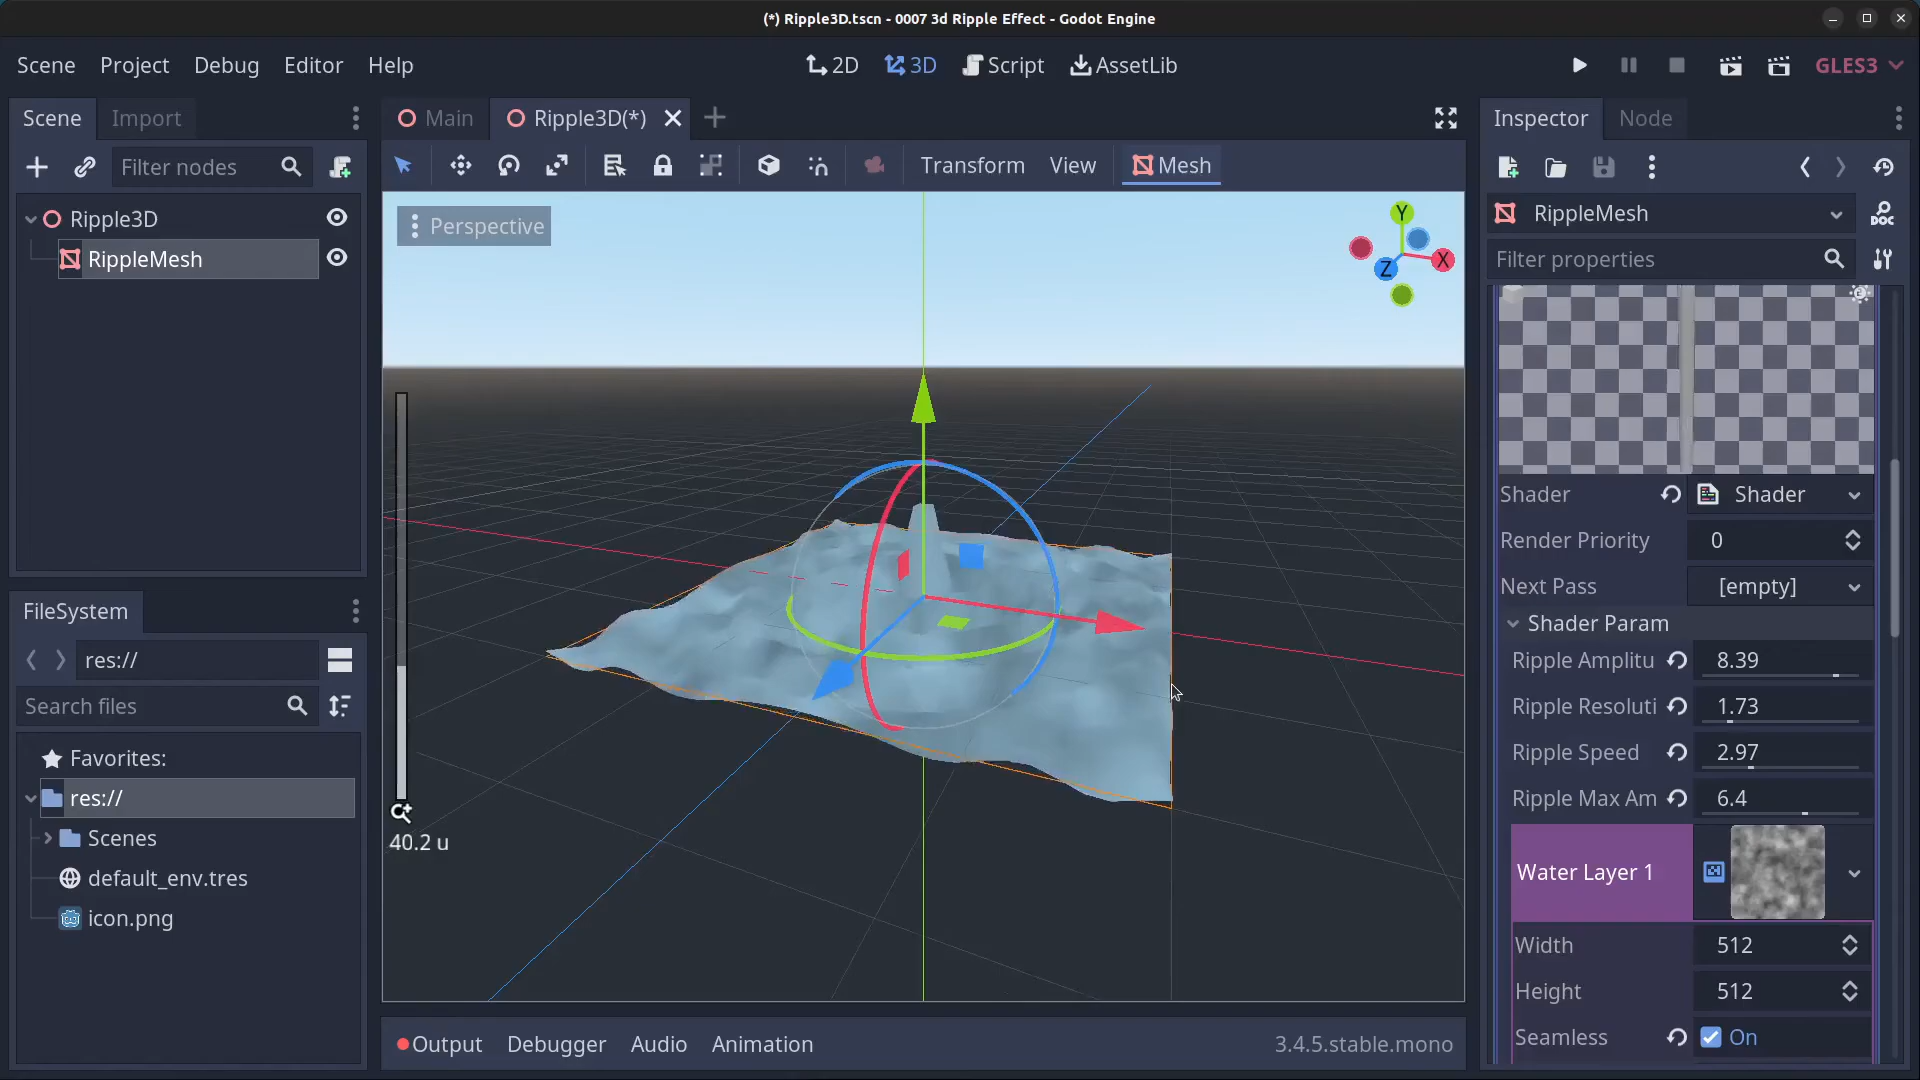 (*) Ripple3D.tscn - 0007 3d Ripple Effect - Godot Engine
Scene Project Debug Editor Help
2D 3D Script AssetLib
GLES3
Scene Import
Filter nodes
Ripple3D
RippleMesh
FileSystem
res://
Search files
Favorites:
res://
Scenes
default_env.tres
icon.png
Main Ripple3D(*)
Transform View Mesh
Perspective
Y
X
Z
40.2 u
Output Debugger Audio Animation 3.4.5.stable.mono
Inspector Node
RippleMesh
DOC
Filter properties
Shader Shader
Render Priority 0
Next Pass [empty]
Shader Param
Ripple Amplitu 8.39
Ripple Resoluti 1.73
Ripple Speed 2.97
Ripple Max Am 6.4
Water Layer 1
Width 512
Height 512
Seamless On